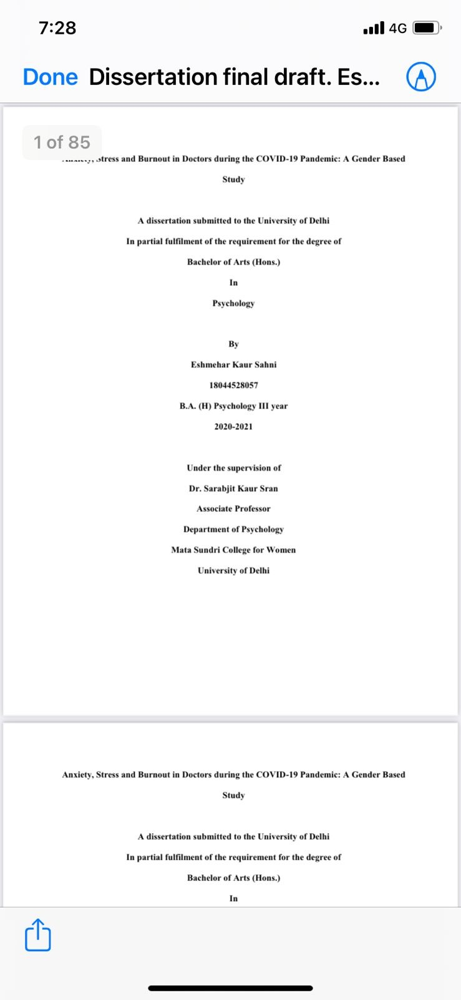 7:28
4G
Done Dissertation final draft. Es...
1 of 85
Stress and Burnout in Doctors during the COVID-19 Pandemic: A Gender Based
Study
A dissertation submitted to the University of Delhi
In partial fulfilment of the requirement for the degree of
Bachelor of Arts (Hons.)
In
Psychology
By
Eshmehar Kaur Sahni
18044528057
B.A. (H) Psychology III year
2020-2021
Under the supervision of
Dr. Sarabjit Kaur Sran
Associate Professor
Department of Psychology
Mata Sundri College for Women
University of Delhi
Anxiety, Stress and Burnout in Doctors during the COVID-19 Pandemic: A Gender Based
Study
A dissertation submitted to the University of Delhi
In partial fulfilment of the requirement for the degree of
Bachelor of Arts (Hons.)
In